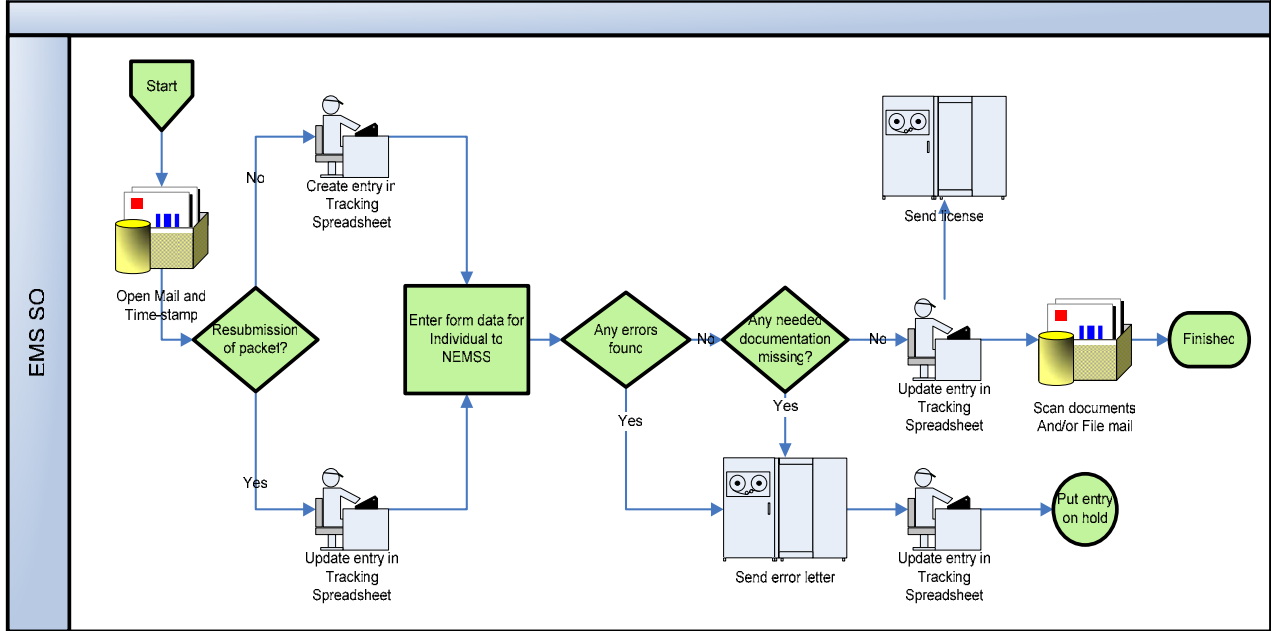 EMS SO
Start
Open Mail and
Time-stamp
Resubmission
of packet?
No
Create entry in
Tracking
Spreadsheet
Yes
Update entry in
Tracking
Spreadsheet
Enter form data for
Individual to
NEMSS
Any errors
found
No
Yes
Any needed
documentation
missing?
No
Yes
Send license
Update entry in
Tracking
Spreadsheet
Scan documents
And/or File mail
Finished
Send error letter
Update entry in
Tracking
Spreadsheet
Put entry
on hold